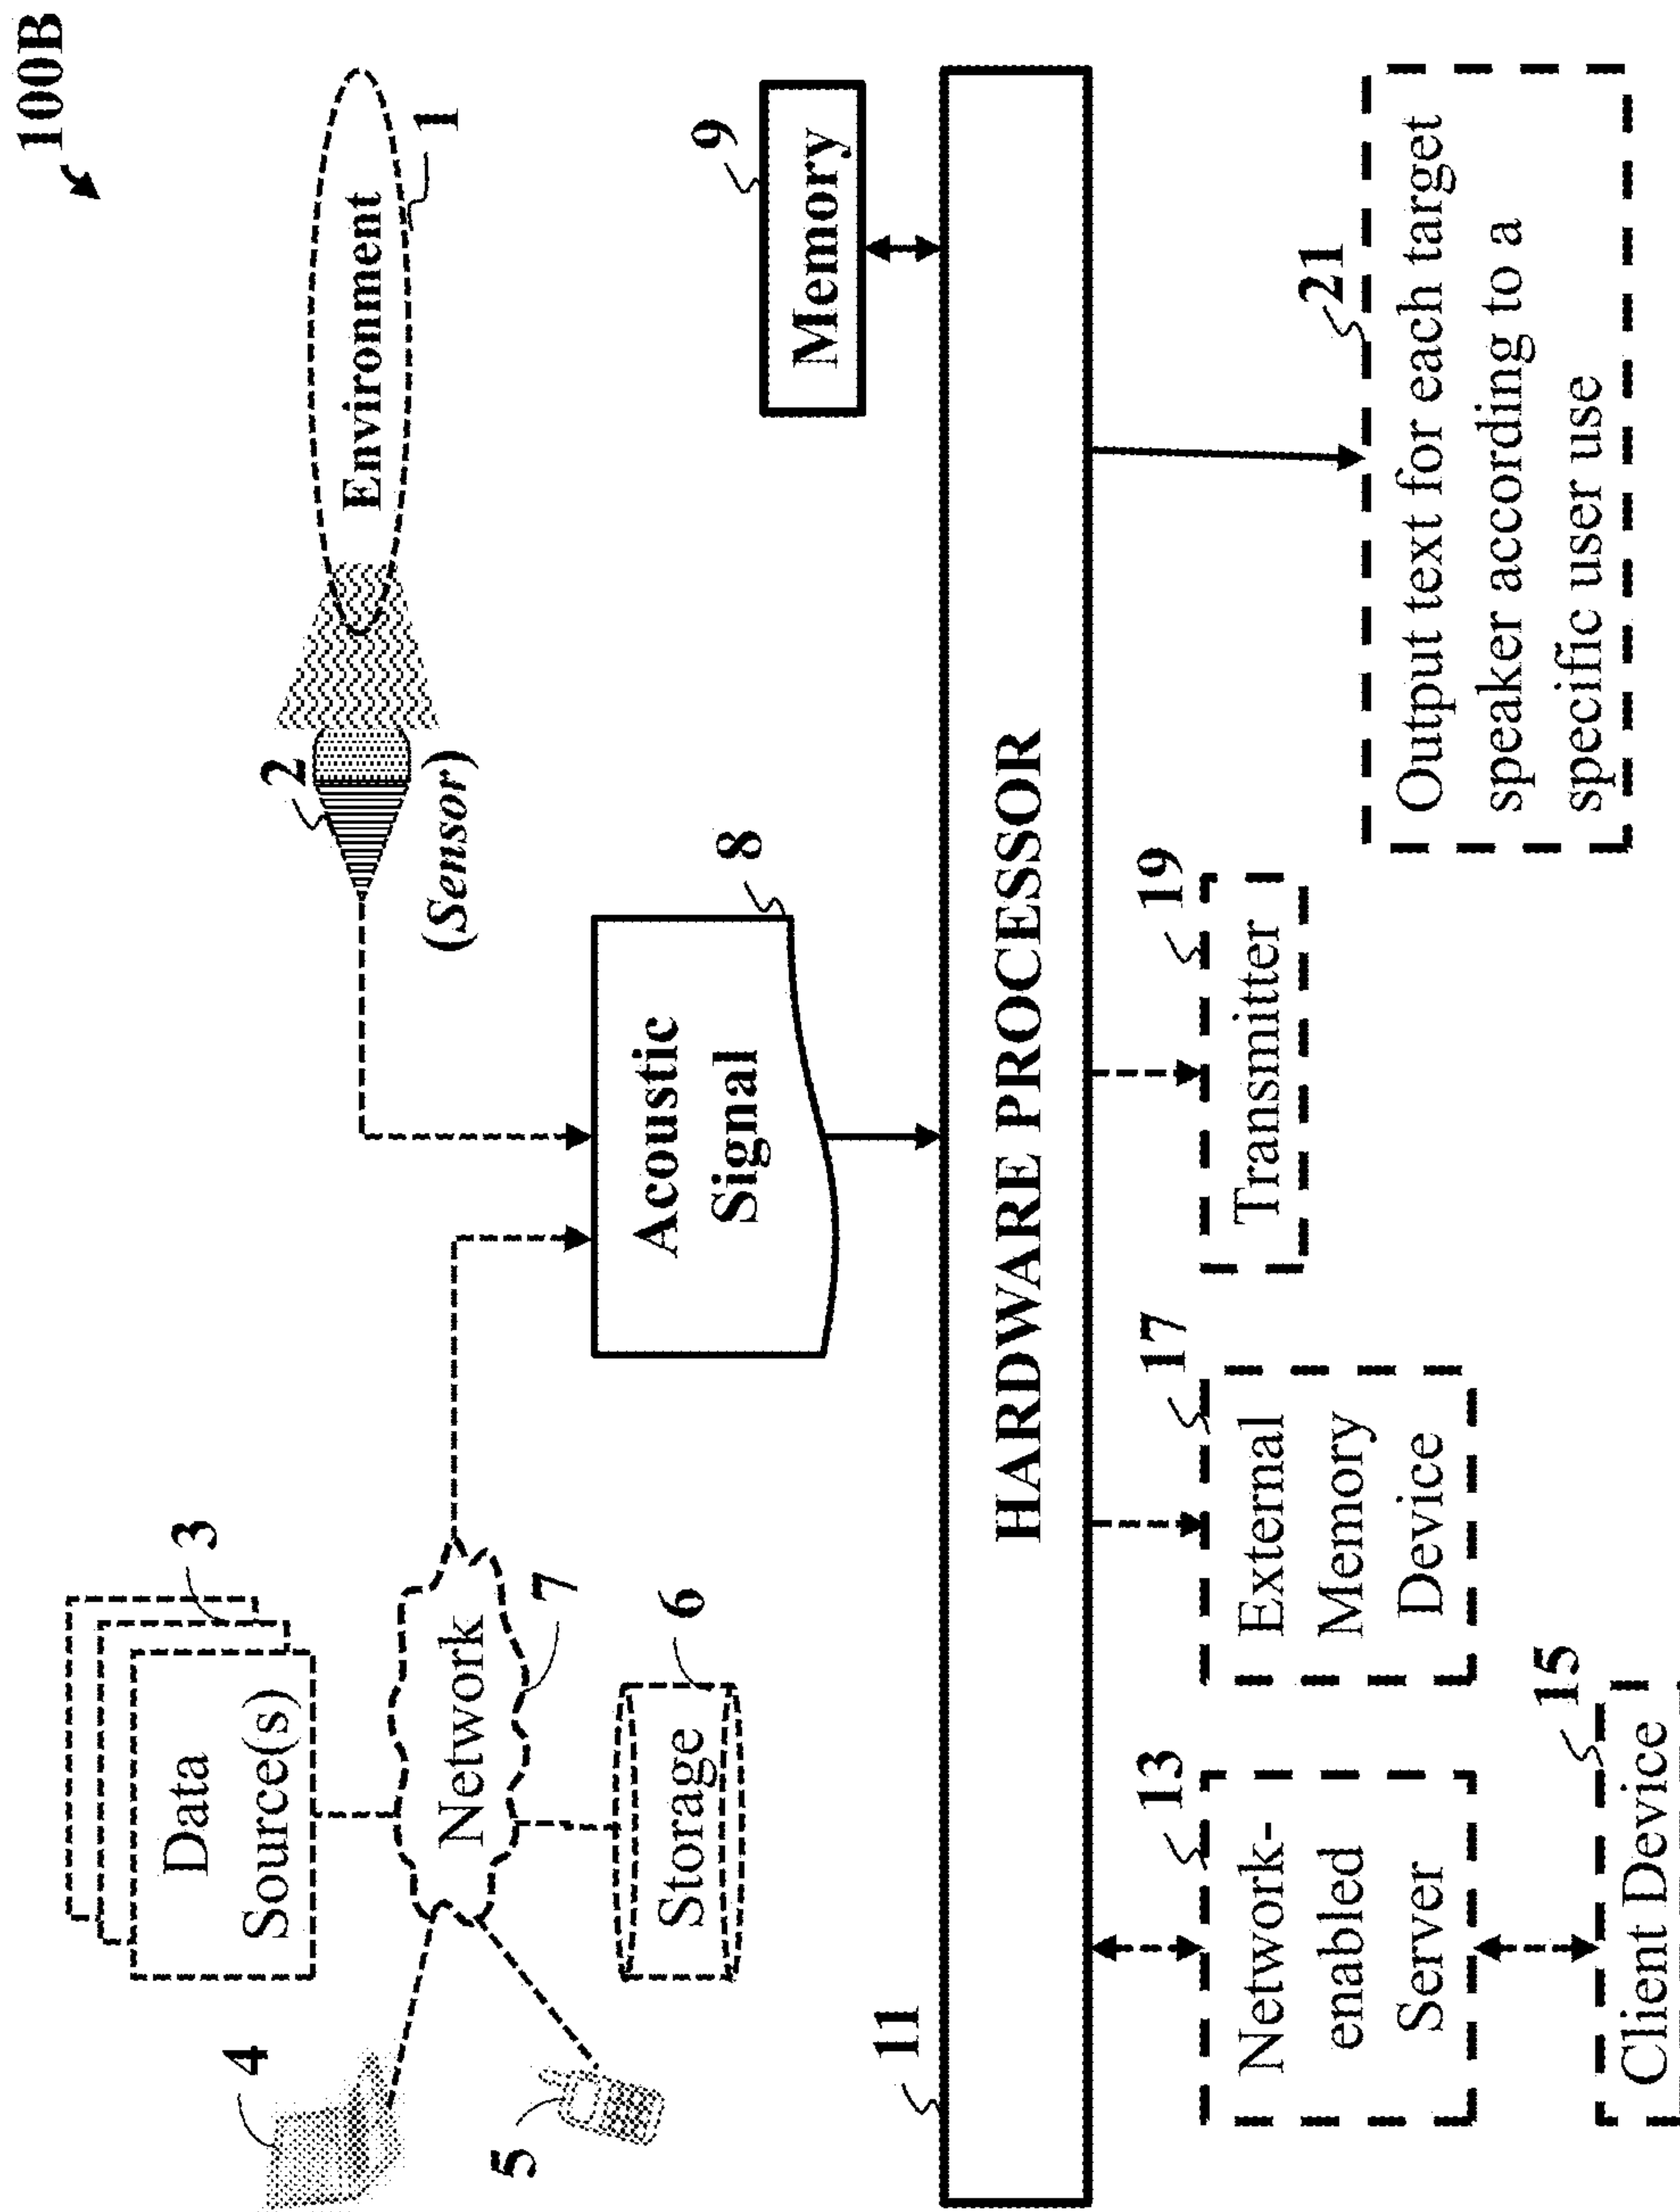 100B
Environment
1
2
(Sensor)
3
Data
Source(s)
4
Network
7
5
Storage
6
Acoustic
Signal
8
9
Memory
11
HARDWARE PROCESSOR
13
Network-
enabled
Server
15
Client Device
17
External
Memory
Device
19
Transmitter
21
Output text for each target
speaker according to a
specific user use